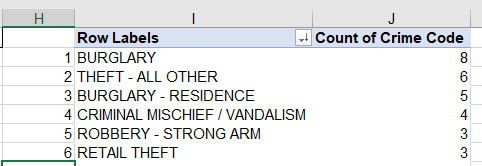 H I J
Row Labels Count of Crime Code
1 BURGLARY 8
2 THEFT - ALL OTHER 6
3 BURGLARY - RESIDENCE 5
4 CRIMINAL MISCHIEF / VANDALISM 4
5 ROBBERY - STRONG ARM 3
6 RETAIL THEFT 3